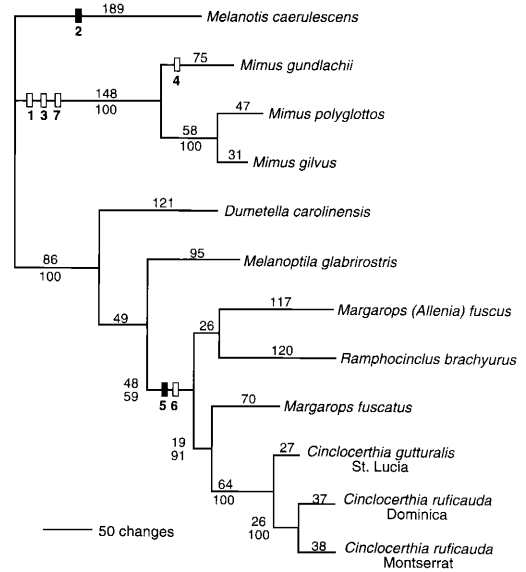 189
Melanotis caerulescens
2
75
Mimus gundlachii
4
148
1 3 7
100
47
Mimus polyglottos
58
100
31
Mimus gilvus
121
Dumetella carolinensis
86
100
95
Melanoptila glabrirostris
49
117
Margarops (Allenia) fuscus
26
120
Ramphocinclus brachyurus
48
59
5 6
70
Margarops fuscatus
19
91
27
Cinclocerthia gutturalis
St. Lucia
64
100
37
Cinclocerthia ruficauda
Dominica
26
100
38
Cinclocerthia ruficauda
Montserrat
50 changes